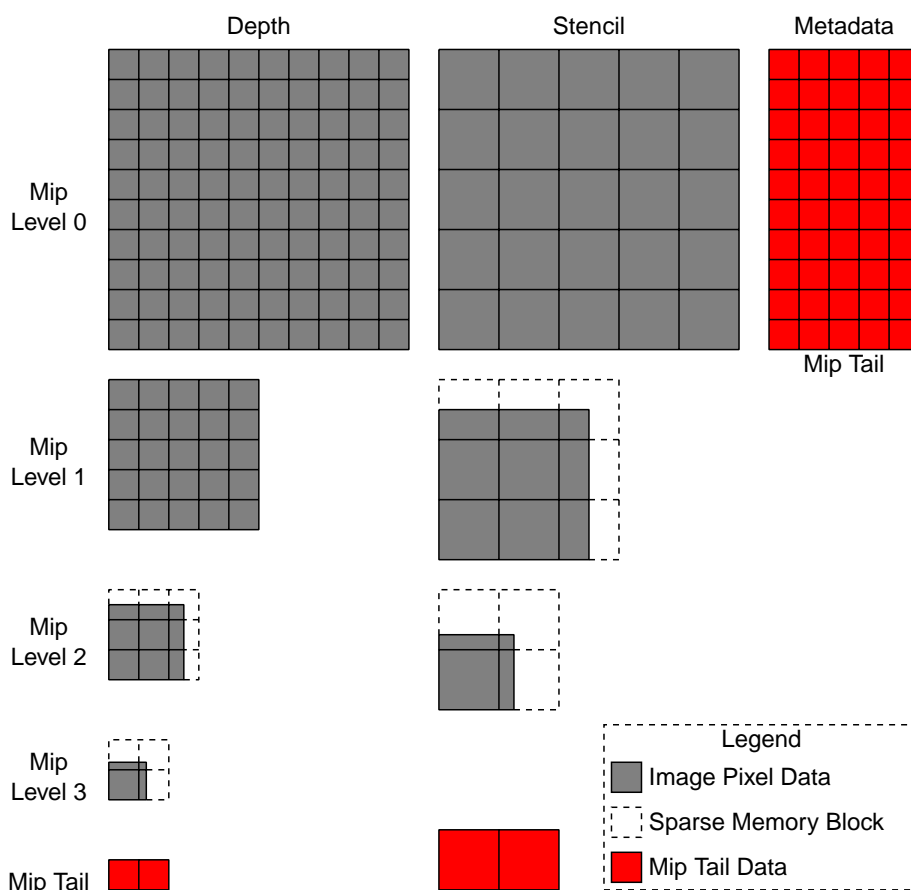 Depth
Stencil
Metadata
Mip
Level 0
Mip Tail
Mip
Level 1
Mip
Level 2
Mip
Level 3
Mip Tail
Legend
Image Pixel Data
Sparse Memory Block
Mip Tail Data